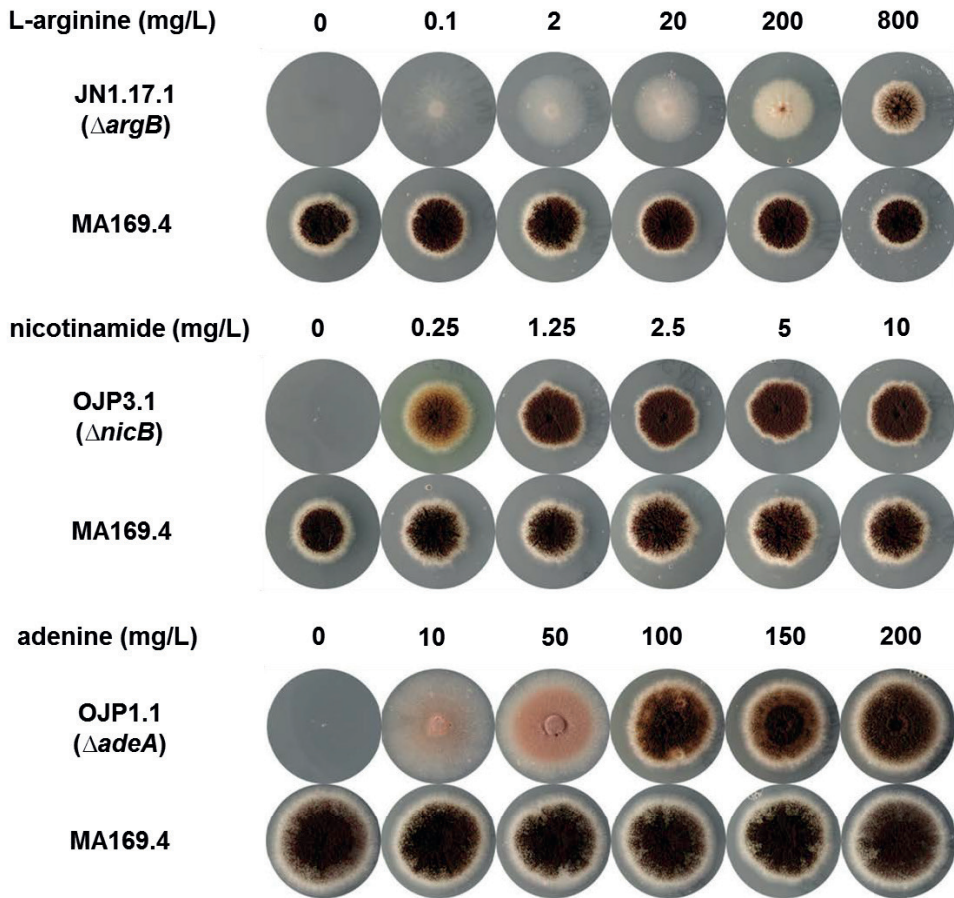 L-arginine (mg/L) 0 0.1 2 20 200 800
JN1.17.1
(ΔargB)
MA169.4
nicotinamide (mg/L) 0 0.25 1.25 2.5 5 10
OJP3.1
(ΔnicB)
MA169.4
adenine (mg/L) 0 10 50 100 150 200
OJP1.1
(ΔadeA)
MA169.4